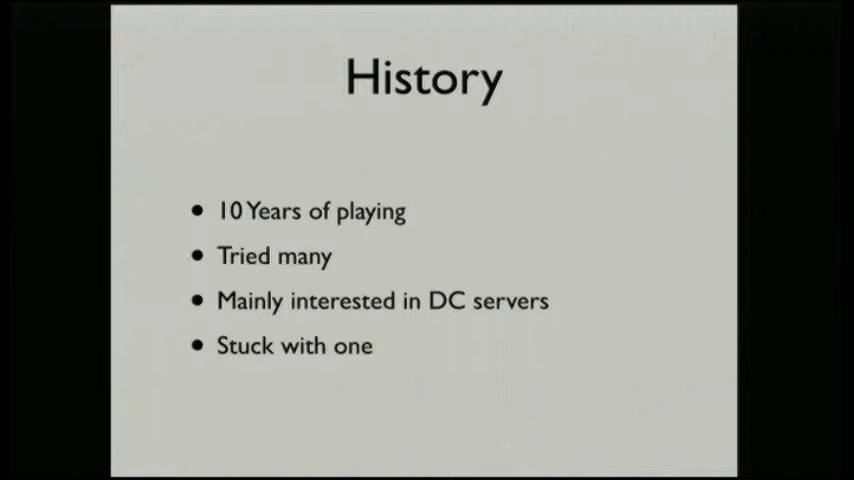 History
• 10 Years of playing
• Tried many
• Mainly interested in DC servers
• Stuck with one